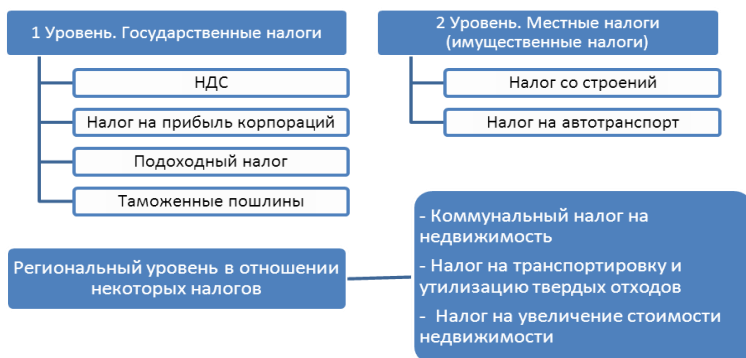 1 Уровень. Государственные налоги
НДС
Налог на прибыль корпораций
Подоходный налог
Таможенные пошлины
2 Уровень. Местные налоги
(имущественные налоги)
Налог со строений
Налог на автотранспорт
Региональный уровень в отношении
некоторых налогов
- Коммунальный налог на
недвижимость
- Налог на транспортировку и
утилизацию твердых отходов
- Налог на увеличение стоимости
недвижимости